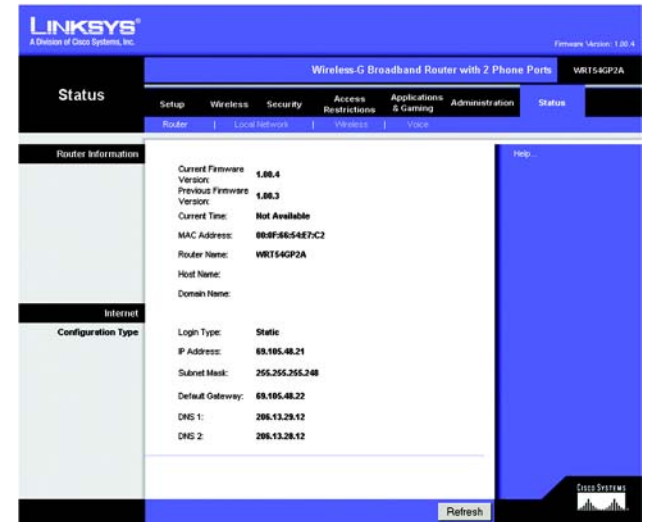 LINKSYS®
A Division of Cisco Systems, Inc.
Firmware Version: 1.00.4
Wireless-G Broadband Router with 2 Phone Ports WRT54GP2A
Status
Setup Wireless Security Access Restrictions Applications & Gaming Administration Status
Router | Local Network | Wireless | Voice
Router Information
Help...
Current Firmware Version: 1.00.4
Previous Firmware Version: 1.00.3
Current Time: Not Available
MAC Address: 00:0F:66:54:E7:C2
Router Name: WRT54GP2A
Host Name:
Domain Name:
Internet
Configuration Type
Login Type: Static
IP Address: 69.105.48.21
Subnet Mask: 255.255.255.248
Default Gateway: 69.105.48.22
DNS 1: 206.13.29.12
DNS 2: 206.13.28.12
Refresh
CISCO SYSTEMS